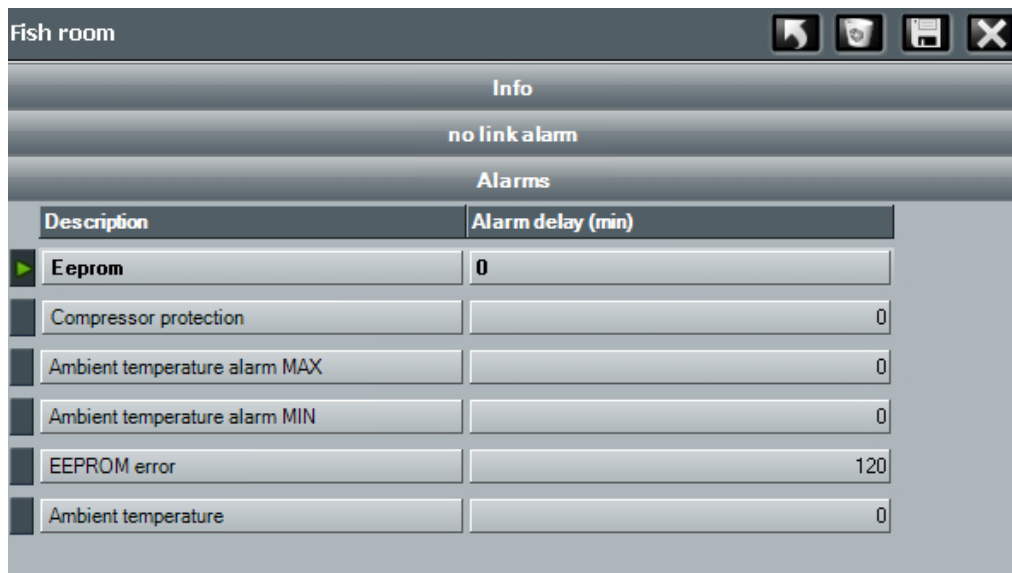 Fish room
Info
no link alarm
Alarms
Description Alarm delay (min)
Eeprom 0
Compressor protection 0
Ambient temperature alarm MAX 0
Ambient temperature alarm MIN 0
EEPROM error 120
Ambient temperature 0